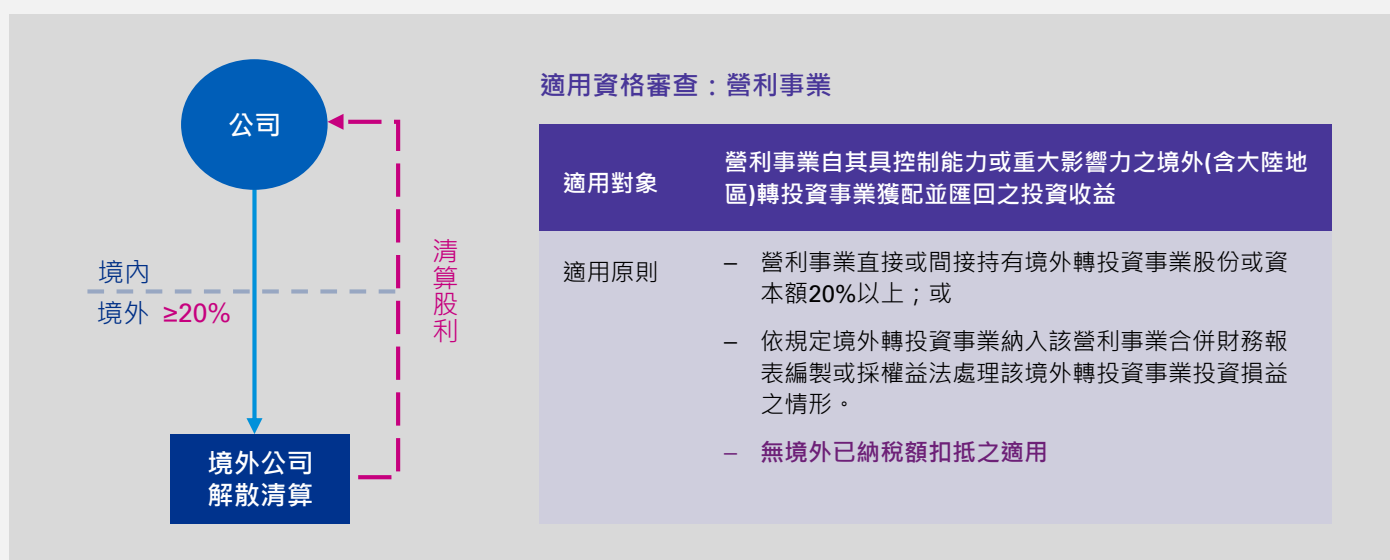 公司
境內
境外 ≥20%
清算股利
境外公司
解散清算
適用資格審查：營利事業
適用對象
營利事業自其具控制能力或重大影響力之境外(含大陸地
區)轉投資事業獲配並匯回之投資收益
適用原則
– 營利事業直接或間接持有境外轉投資事業股份或資
本額20%以上；或
– 依規定境外轉投資事業納入該營利事業合併財務報
表編製或採權益法處理該境外轉投資事業投資損益
之情形。
– 無境外已納稅額扣抵之適用